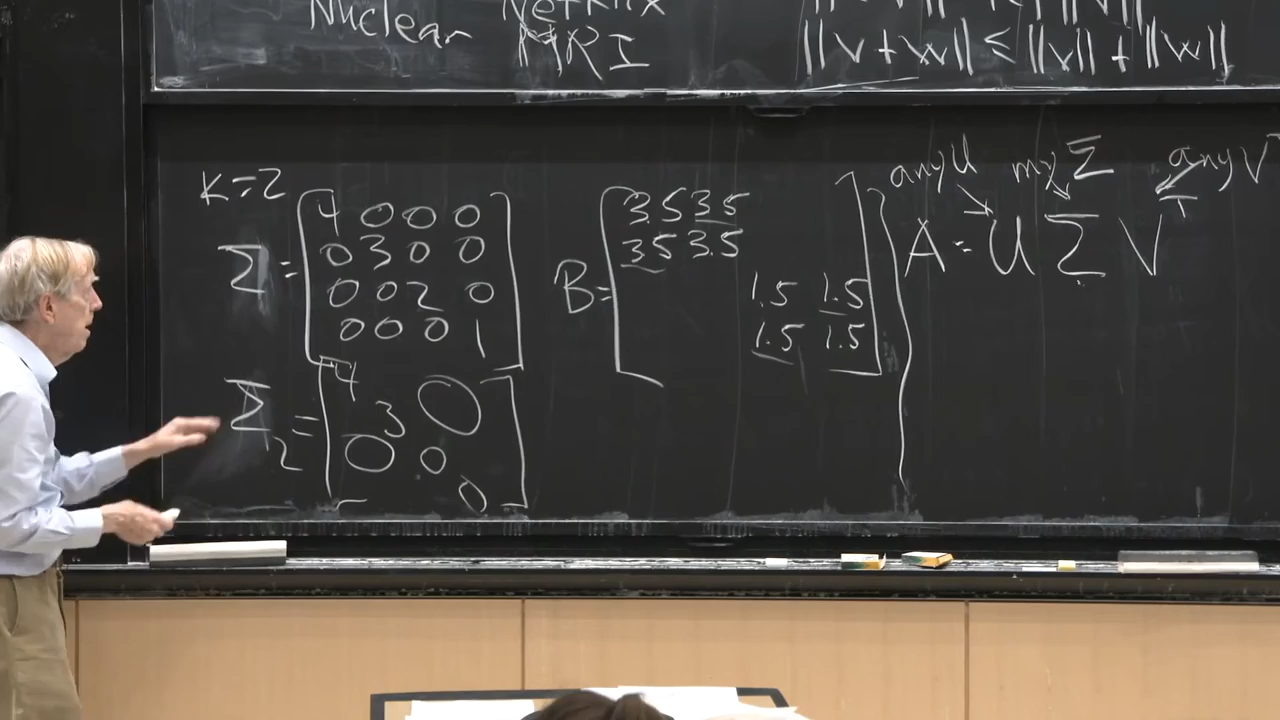 Nuclear Netflix
MRI
||v + w|| ≤ ||v|| + ||w||
K=2
Σ = [4 0 0 0
0 3 0 0
0 0 2 0
0 0 0 1]
Σ2 = [4
3 0
0 0
0]
B = [3.5 3.5
3.5 3.5
1.5 1.5
1.5 1.5]
any U my Σ any V
A = U Σ V^T